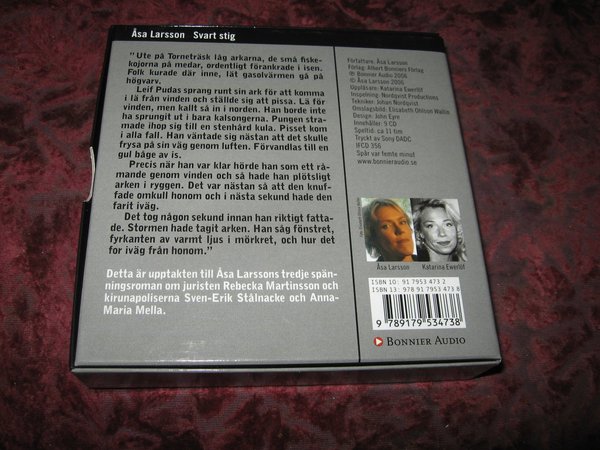 Åsa Larsson Svart stig
"Ute på Torneträsk låg arkarna, de små fiske-
kojorna på medar, ordentligt förankrade i isen.
Folk kurade där inne, lät gasolvärmen gå på
högvarv.
Leif Pudas sprang runt sin ark för att komma
i lä från vinden och ställde sig att pissa. Lä för
vinden, men kallt så in i norden. Han borde inte
ha sprungit ut i bara kalsongerna. Pungen stra-
made ihop sig till en stenhård kula. Pisset kom
i alla fall. Han väntade sig nästan att det skulle
frysa på sin väg genom luften. Förvandlas till en
gul båge av is.
Precis när han var klar hörde han som ett rå-
mande genom vinden och så hade han plötsligt
arken i ryggen. Det var nästan så att den knuf-
fade omkull honom och i nästa sekund hade den
farit iväg.
Det tog någon sekund innan han riktigt fatta-
de. Stormen hade tagit arken. Han såg fönstret,
fyrkanten av varmt ljus i mörkret, och hur det
for iväg från honom."
Detta är upptakten till Åsa Larssons tredje spän-
ningsroman om juristen Rebecka Martinsson och
kirunapoliserna Sven-Erik Stålnacke och Anna-
Maria Mella.
Författare, Åsa Larsson
Förlag: Albert Bonniers Förlag
℗ Bonnier Audio 2006
© Åsa Larsson 2006
Uppläsare: Katarina Ewerlöf
Inspelning: Nordqvist Productions
Tekniker: Johan Nordqvist
Omslagsbild: Elisabeth Ohlson Wallin
Design: John Eyre
Innehåller: 9 CD
Speltid: ca 11 tim
Tryckt av Sony DADC
IFCD 356
Spår var femte minut
www.bonnieraudio.se
Åsa Larsson Katarina Ewerlöf
ISBN 10: 91 7953 473 2
ISBN 13: 978 91 7953 473 8
9 789179 534738
BONNIER AUDIO